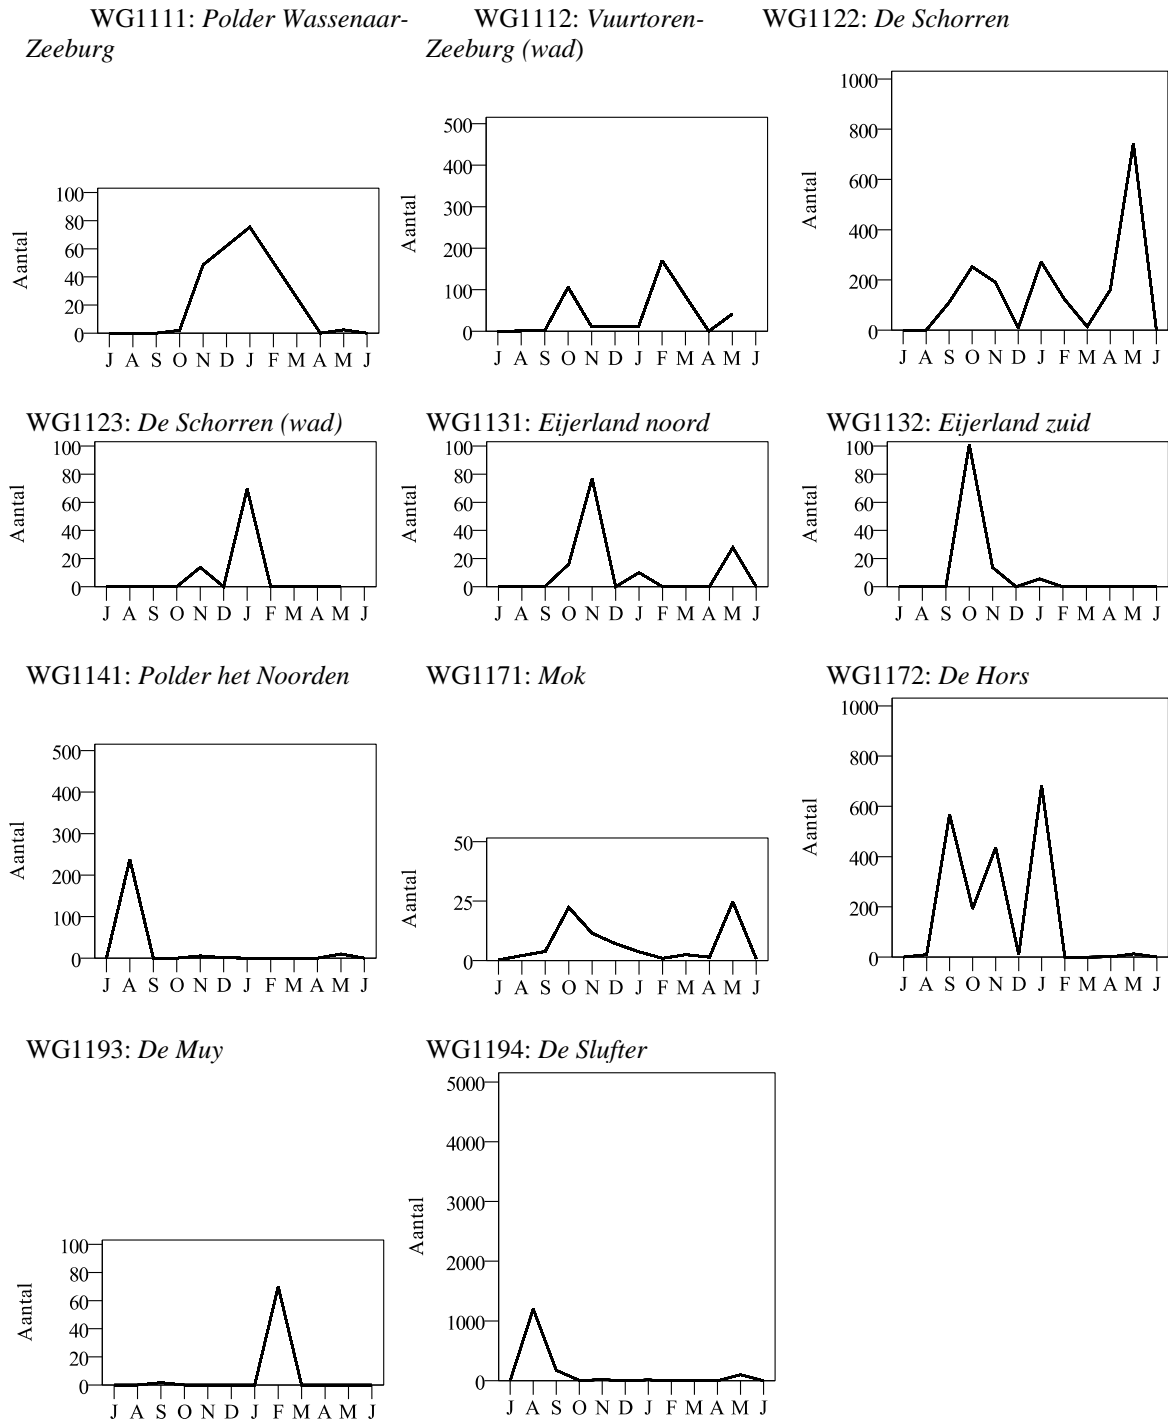 WG1111: Polder Wassenaar-
Zeeburg
Aantal
100
80
60
40
20
0
J A S O N D J F M A M J
WG1112: Vuurtoren-
Zeeburg (wad)
Aantal
500
400
300
200
100
0
J A S O N D J F M A M J
WG1122: De Schorren
Aantal
1000
800
600
400
200
0
J A S O N D J F M A M J
WG1123: De Schorren (wad)
Aantal
100
80
60
40
20
0
J A S O N D J F M A M J
WG1131: Eijerland noord
Aantal
100
80
60
40
20
0
J A S O N D J F M A M J
WG1132: Eijerland zuid
Aantal
100
80
60
40
20
0
J A S O N D J F M A M J
WG1141: Polder het Noorden
Aantal
500
400
300
200
100
0
J A S O N D J F M A M J
WG1171: Mok
Aantal
50
25
0
J A S O N D J F M A M J
WG1172: De Hors
Aantal
1000
800
600
400
200
0
J A S O N D J F M A M J
WG1193: De Muy
Aantal
100
80
60
40
20
0
J A S O N D J F M A M J
WG1194: De Slufter
Aantal
5000
4000
3000
2000
1000
0
J A S O N D J F M A M J